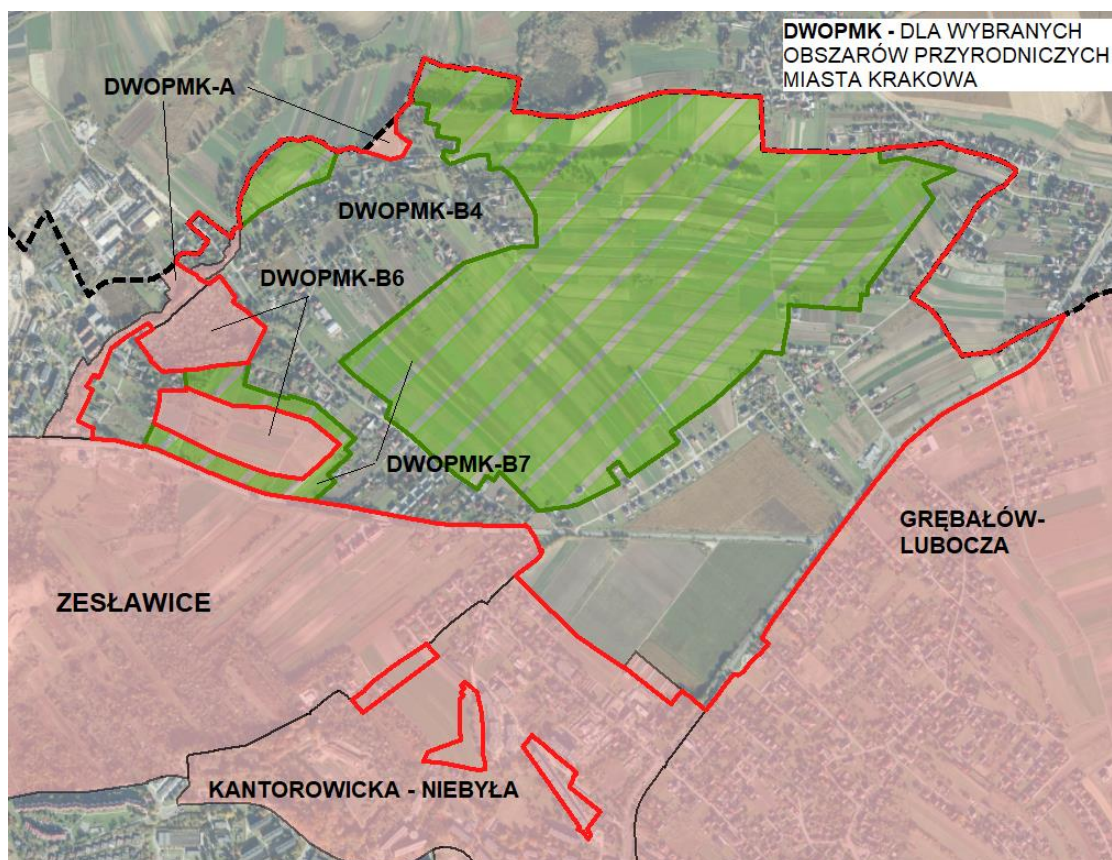 DWOPMK - DLA WYBRANYCH
OBSZARÓW PRZYRODNICZYCH
MIASTA KRAKOWA
DWOPMK-A
DWOPMK-B4
DWOPMK-B6
DWOPMK-B7
GRĘBAŁÓW-
LUBOCZA
ZESŁAWICE
KANTOROWICKA - NIEBYŁA